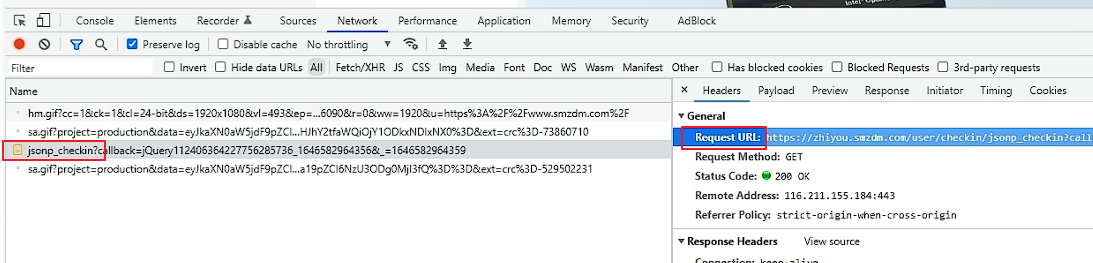 Intel® Optane
Console Elements Recorder Sources Network Performance Application Memory Security AdBlock
Preserve log Disable cache No throttling
Filter Invert Hide data URLs All Fetch/XHR JS CSS Img Media Font Doc WS Wasm Manifest Other Has blocked cookies Blocked Requests 3rd-party requests
Name
hm.gif?cc=1&ck=1&cl=24-bit&ds=1920x1080&vl=493&ep=...6090&r=0&ww=1920&u=https%3A%2F%2Fwww.smzdm.com%2F
sa.gif?project=production&data=eyJkaXN0aW5jdF9pZCI...HJhY2tfaWQiOjY1ODkxNDIxNX0%3D&ext=crc%3D-73860710
jsonp_checkin?callback=jQuery112406364227756285736_1646582964356&_=1646582964359
sa.gif?project=production&data=eyJkaXN0aW5jdF9pZCI...a19pZCI6NzU3ODg0MjI3fQ%3D%3D&ext=crc%3D-529502231
× Headers Payload Preview Response Initiator Timing Cookies
General
Request URL: https://zhiyou.smzdm.com/user/checkin/jsonp_checkin?call
Request Method: GET
Status Code: 200 OK
Remote Address: 116.211.155.184:443
Referrer Policy: strict-origin-when-cross-origin
Response Headers View source
Connection: keep-alive